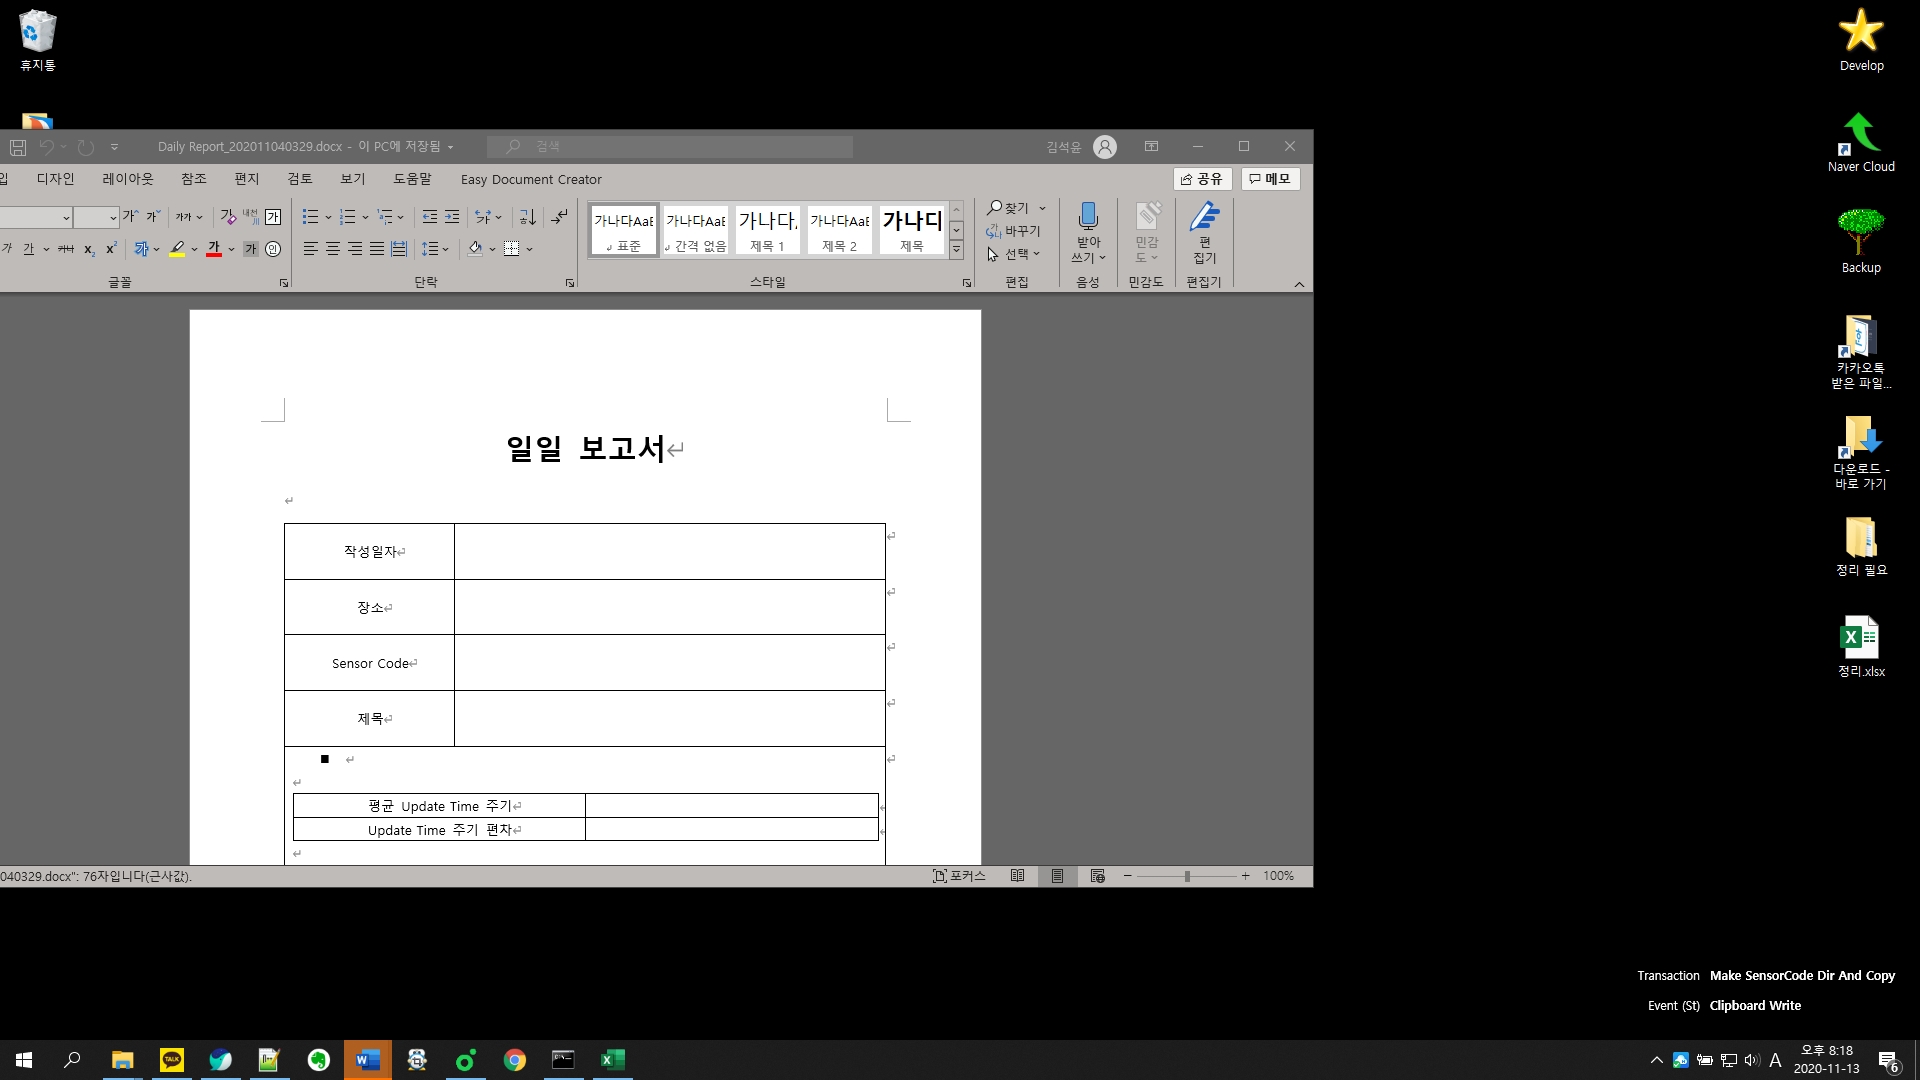 휴지통
Develop
Naver Cloud
Backup
카카오톡
받은 파일...
다운로드 -
바로 가기
정리 필요
정리.xlsx
Daily Report_202011040329.docx - 이 PC에 저장됨
검색
김석윤
입 디자인 레이아웃 참조 편지 검토 보기 도움말 Easy Document Creator
공유 메모
가나다AaB 가나다AaB 가나다, 가나다AaE 가나다
표준 간격 없음 제목 1 제목 2 제목
찾기
바꾸기
선택
받아
쓰기
민감
도
편
집기
글꼴 단락 스타일 편집 음성 민감도 편집기
일일 보고서
작성일자
장소
Sensor Code
제목
평균 Update Time 주기
Update Time 주기 편차
040329.docx": 76자입니다(근사값).
포커스
100%
Transaction Make SensorCode Dir And Copy
Event (St) Clipboard Write
TALK
A
오후 8:18
2020-11-13
6